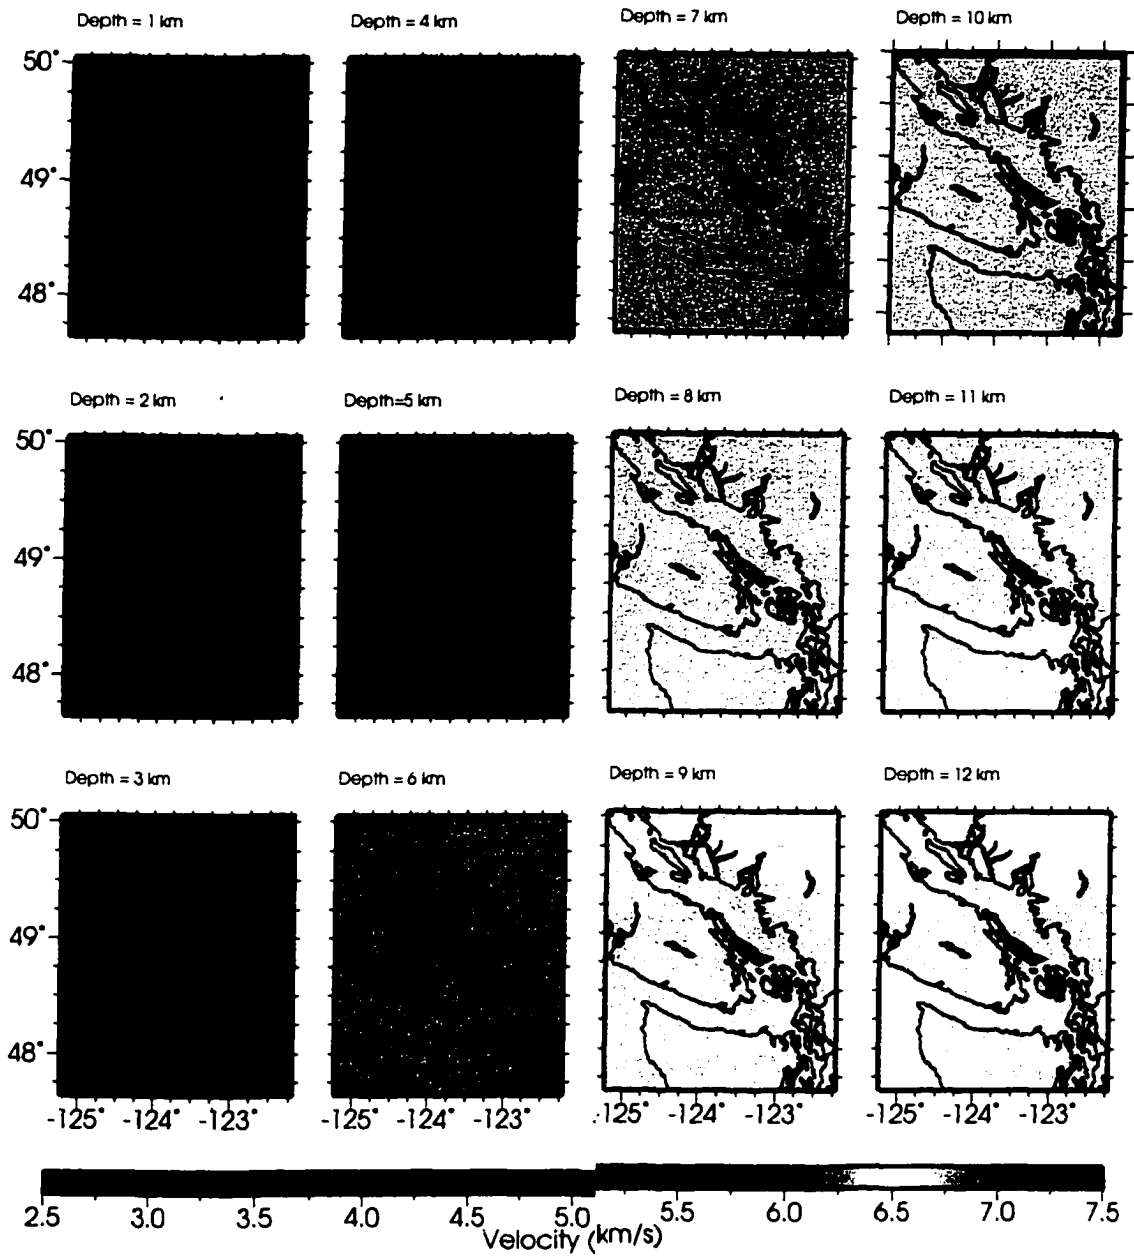 Depth = 1 km
Depth = 4 km
Depth = 7 km
Depth = 10 km
50°
49°
48°
Depth = 2 km
Depth=5 km
Depth = 8 km
Depth = 11 km
50°
49°
48°
Depth = 3 km
Depth = 6 km
Depth = 9 km
Depth = 12 km
50°
49°
48°
-125° -124° -123°
-125° -124° -123°
-125° -124° -123°
-125° -124° -123°
2.5 3.0 3.5 4.0 4.5 5.0 5.5 6.0 6.5 7.0 7.5
Velocity (km/s)